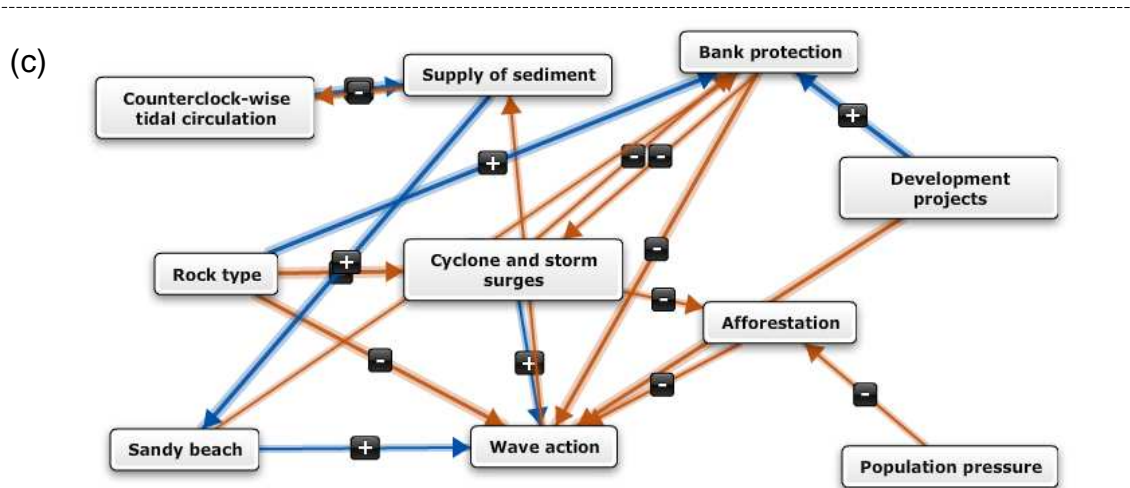 (c)
Bank protection
Supply of sediment
Counterclock-wise
tidal circulation
-
+
+
- -
Development
projects
-
Rock type
+
Cyclone and storm
surges
-
Afforestation
-
+
-
-
Sandy beach
+
Wave action
Population pressure